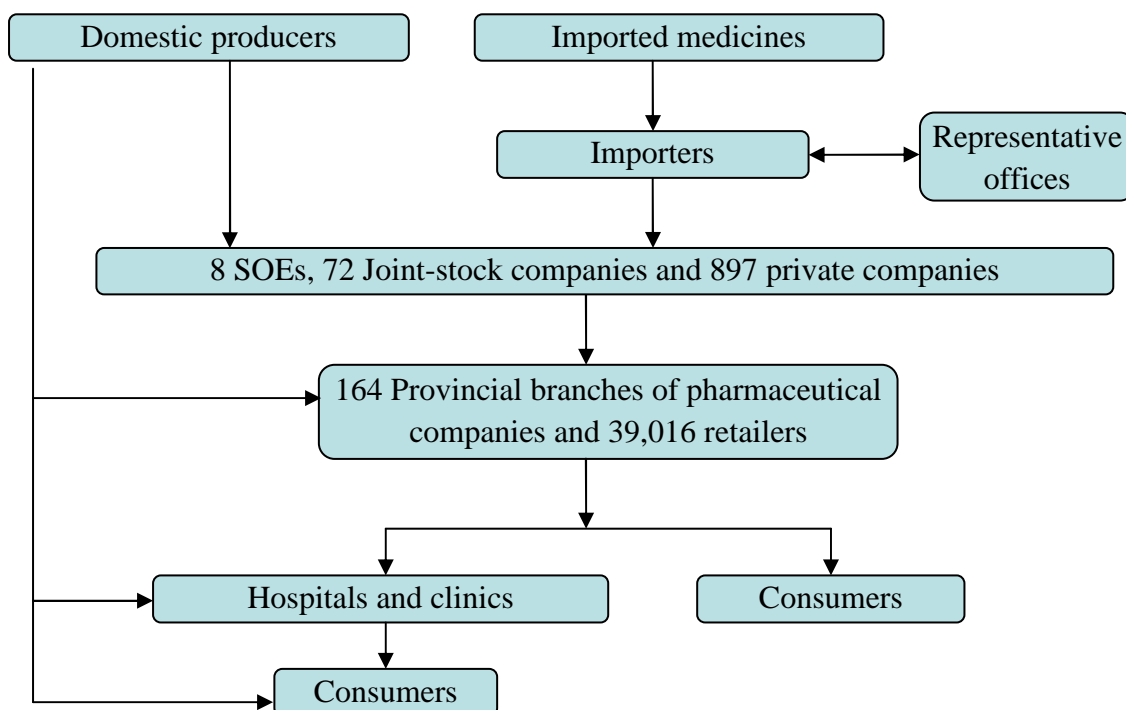 Domestic producers
Imported medicines
Importers
Representative
offices
8 SOEs, 72 Joint-stock companies and 897 private companies
164 Provincial branches of pharmaceutical
companies and 39,016 retailers
Hospitals and clinics
Consumers
Consumers